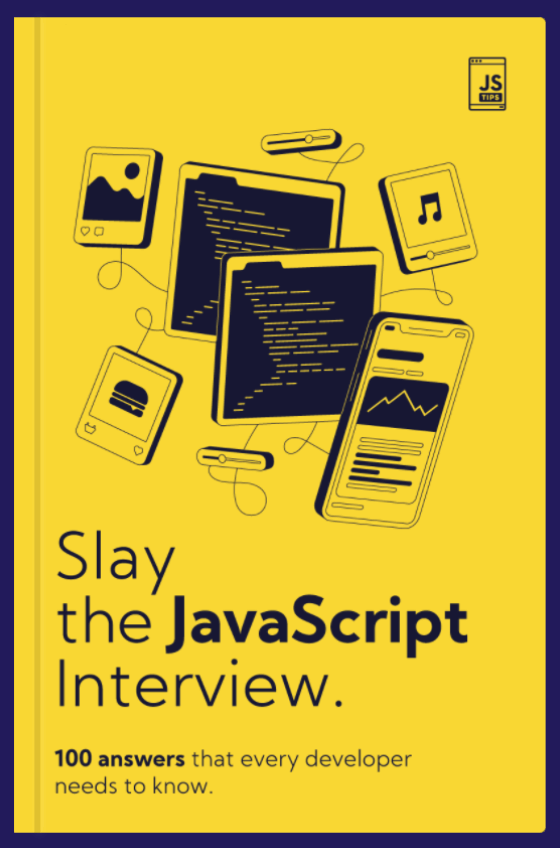 JS
TIPS
Slay
the JavaScript
Interview.
100 answers that every developer
needs to know.